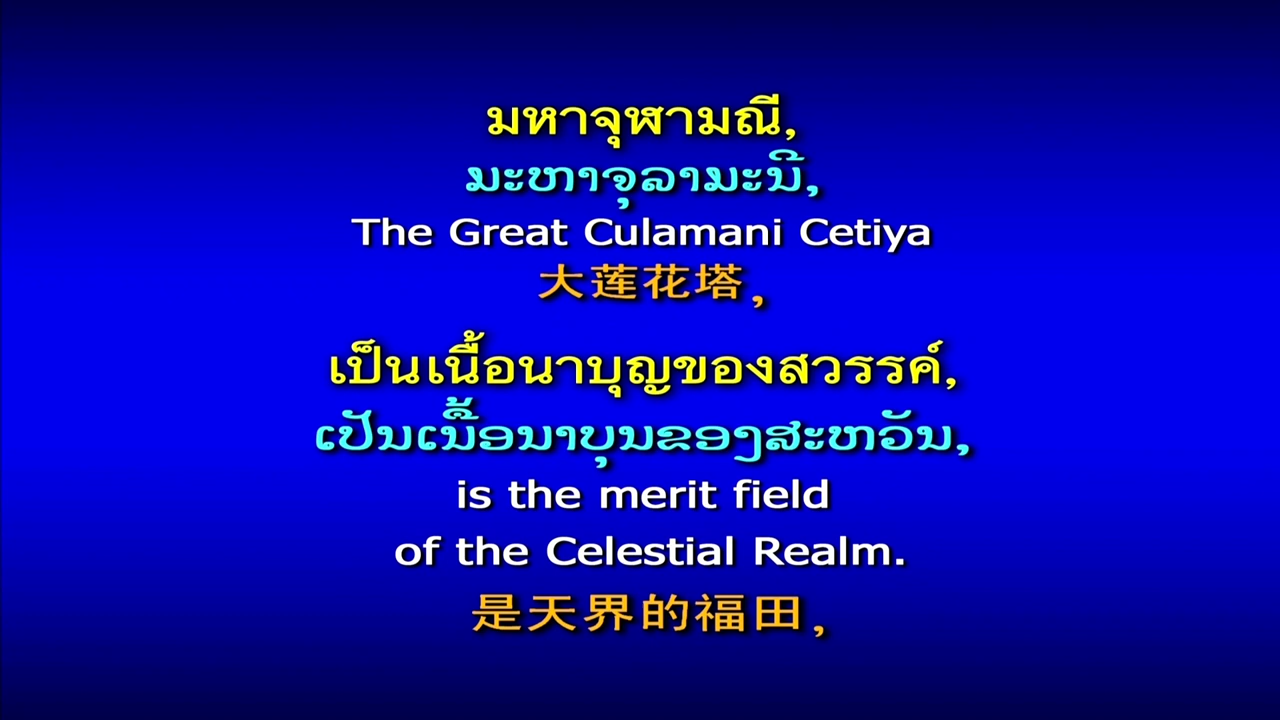 มหาจุฬามณี,
ມະຫາຈຸລາມະນີ,
The Great Culamani Cetiya
大莲花塔,
เป็นเนื้อนาบุญของสวรรค์,
ເປັນເນື້ອນາບຸນຂອງສະຫວັນ,
is the merit field
of the Celestial Realm.
是天界的福田,